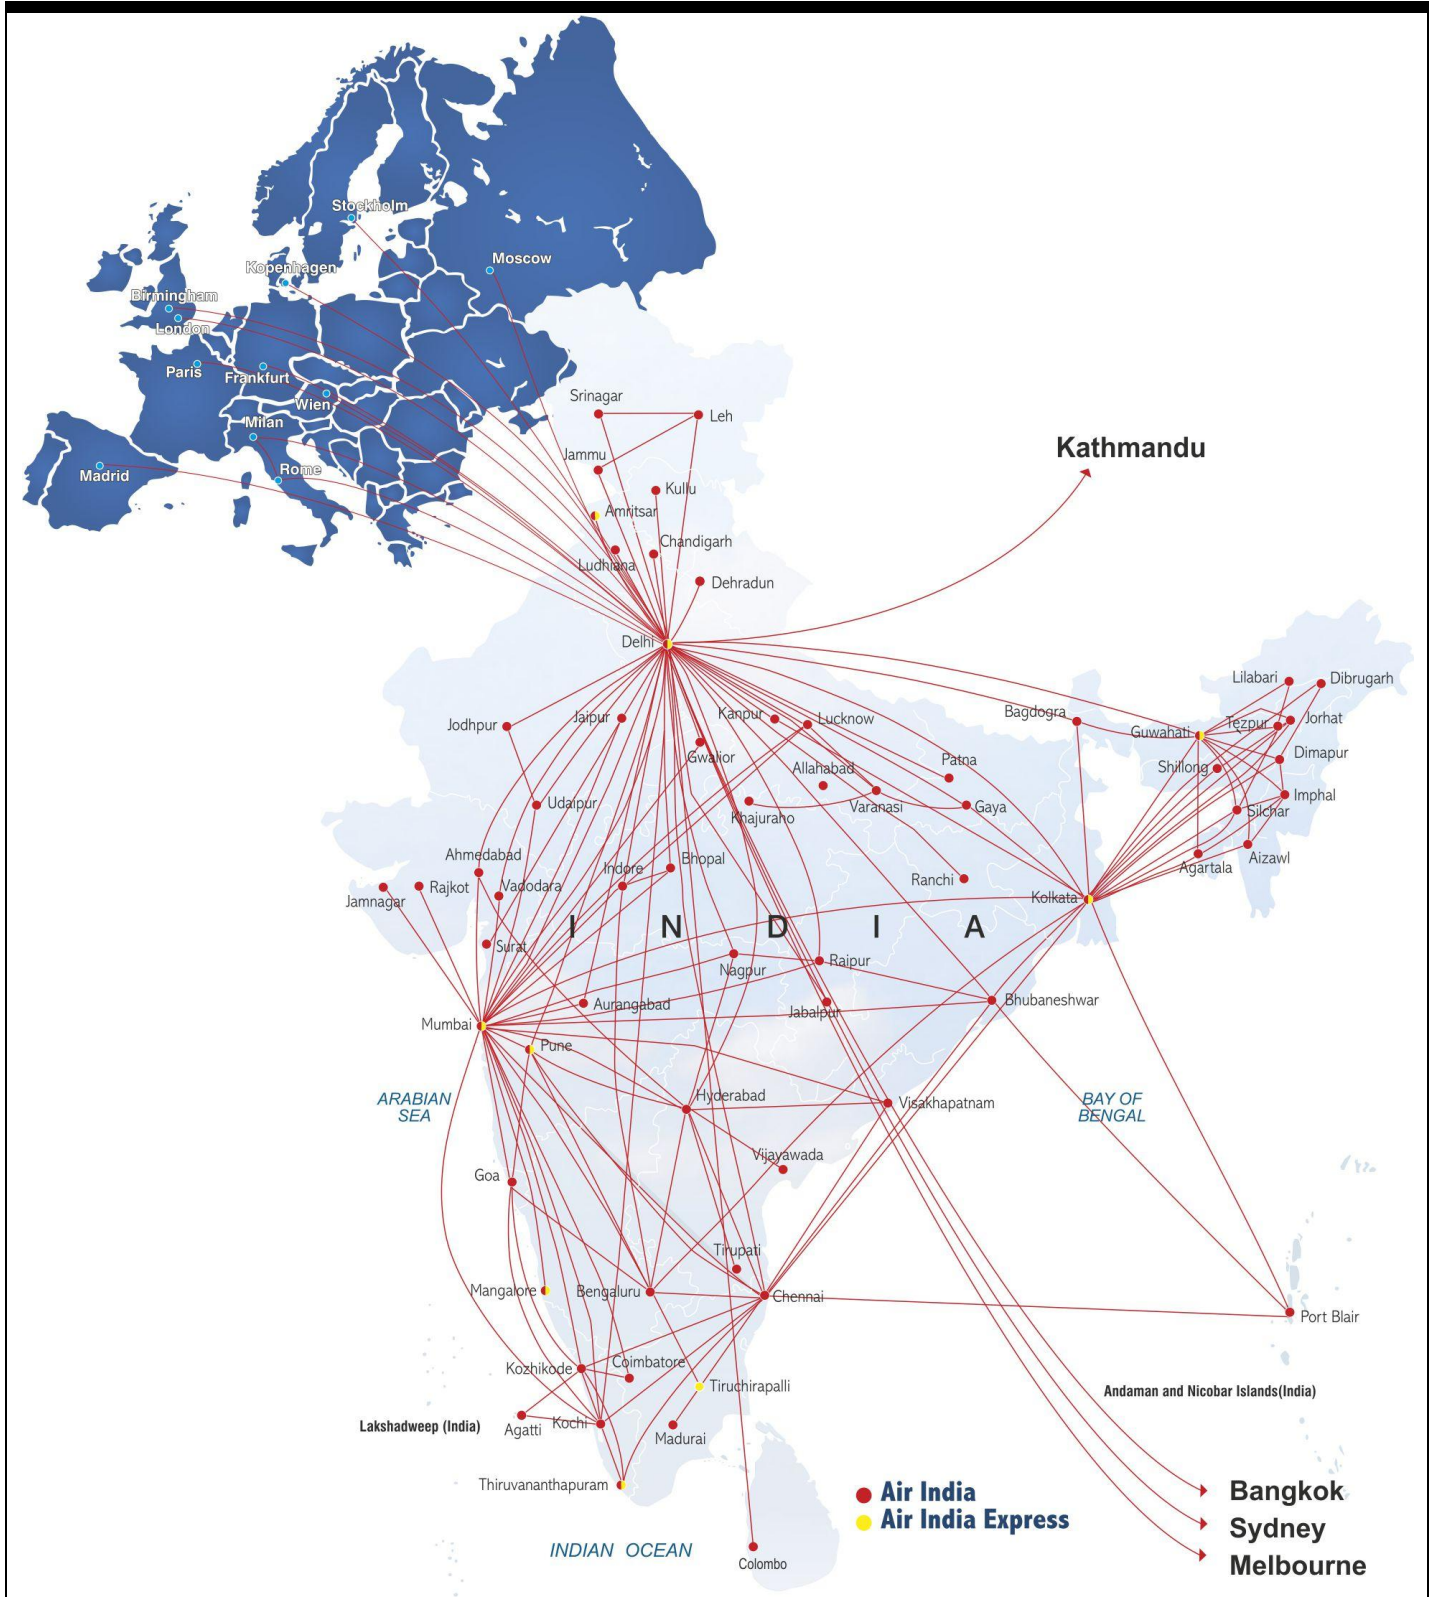 Stockholm
Moscow
Kopenhagen
Birmingham
London
Paris
Frankfurt
Wien
Milan
Rome
Madrid
Srinagar
Leh
Jammu
Kullu
Amritsar
Chandigarh
Ludhiana
Dehradun
Kathmandu
Delhi
Lilabari
Dibrugarh
Jodhpur
Jaipur
Kanpur
Lucknow
Bagdogra
Guwahati
Tezpur
Jorhat
Gwalior
Allahabad
Patna
Shillong
Dimapur
Udaipur
Khajuraho
Varanasi
Gaya
Silchar
Imphal
Ahmedabad
Vadodara
Indore
Bhopal
Ranchi
Agartala
Aizawl
Jamnagar
Rajkot
Kolkata
I N D I A
Surat
Nagpur
Raipur
Aurangabad
Jabalpur
Bhubaneshwar
Mumbai
Pune
ARABIAN
SEA
Hyderabad
Visakhapatnam
BAY OF
BENGAL
Vijayawada
Goa
Tirupati
Mangalore
Bengaluru
Chennai
Port Blair
Kozhikode
Coimbatore
Tiruchirapalli
Andaman and Nicobar Islands(India)
Lakshadweep (India)
Agatti
Kochi
Madurai
Thiruvananthapuram
Air India
Air India Express
Bangkok
Sydney
Melbourne
INDIAN OCEAN
Colombo